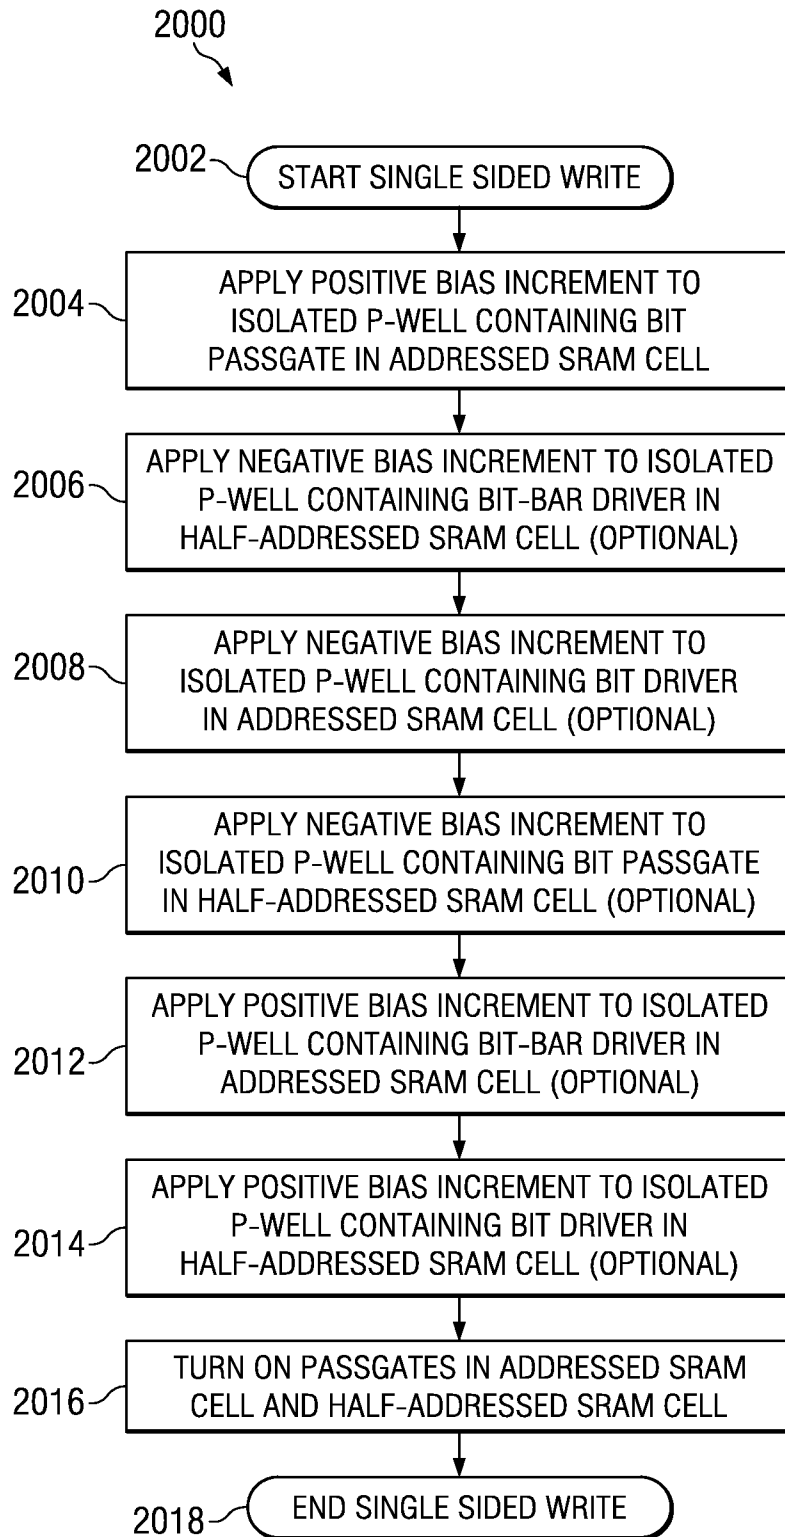 2000
2002
START SINGLE SIDED WRITE
2004
APPLY POSITIVE BIAS INCREMENT TO
ISOLATED P-WELL CONTAINING BIT
PASSGATE IN ADDRESSED SRAM CELL
2006
APPLY NEGATIVE BIAS INCREMENT TO ISOLATED
P-WELL CONTAINING BIT-BAR DRIVER IN
HALF-ADDRESSED SRAM CELL (OPTIONAL)
2008
APPLY NEGATIVE BIAS INCREMENT TO
ISOLATED P-WELL CONTAINING BIT DRIVER
IN ADDRESSED SRAM CELL (OPTIONAL)
2010
APPLY NEGATIVE BIAS INCREMENT TO
ISOLATED P-WELL CONTAINING BIT PASSGATE
IN HALF-ADDRESSED SRAM CELL (OPTIONAL)
2012
APPLY POSITIVE BIAS INCREMENT TO ISOLATED
P-WELL CONTAINING BIT-BAR DRIVER IN
ADDRESSED SRAM CELL (OPTIONAL)
2014
APPLY POSITIVE BIAS INCREMENT TO ISOLATED
P-WELL CONTAINING BIT DRIVER IN
HALF-ADDRESSED SRAM CELL (OPTIONAL)
2016
TURN ON PASSGATES IN ADDRESSED SRAM
CELL AND HALF-ADDRESSED SRAM CELL
2018
END SINGLE SIDED WRITE